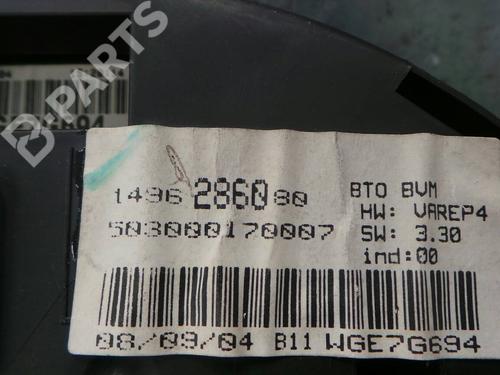 B-PARTS
1496 2860 80
503000170007
BTO BVM
HW: VAREP4
SW: 3.30
ind:00
08/09/04 B11 WGE7G694